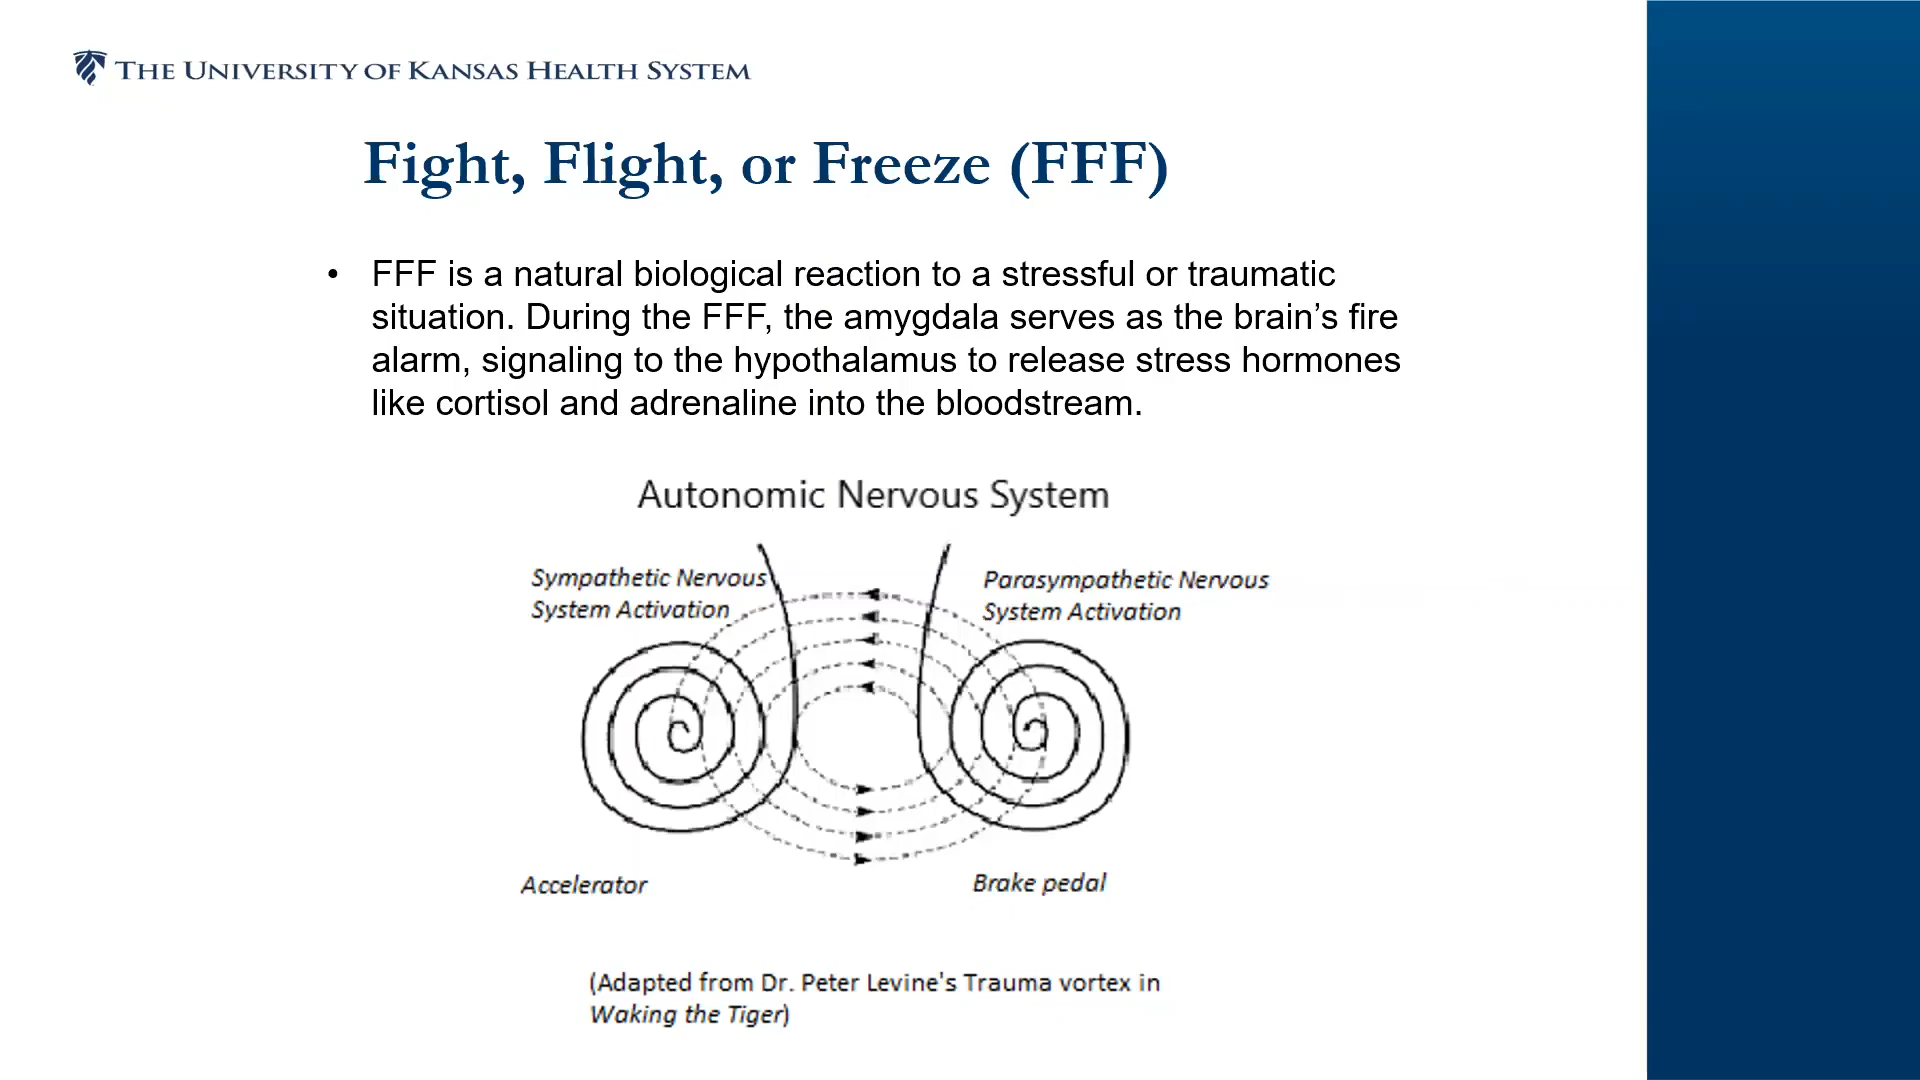 THE UNIVERSITY OF KANSAS HEALTH SYSTEM
Fight, Flight, or Freeze (FFF)
• FFF is a natural biological reaction to a stressful or traumatic
situation. During the FFF, the amygdala serves as the brain’s fire
alarm, signaling to the hypothalamus to release stress hormones
like cortisol and adrenaline into the bloodstream.
Autonomic Nervous System
Sympathetic Nervous
System Activation
Parasympathetic Nervous
System Activation
Accelerator
Brake pedal
(Adapted from Dr. Peter Levine's Trauma vortex in
Waking the Tiger)